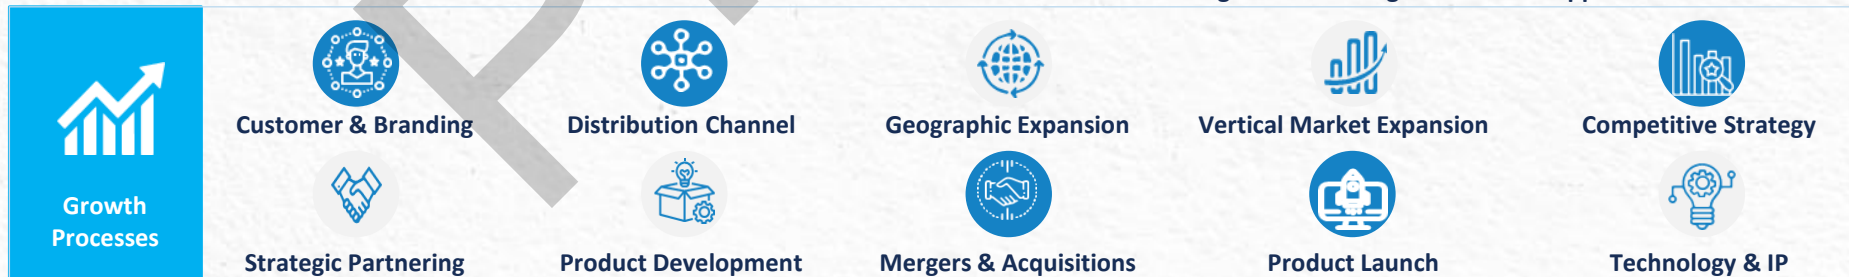 Growth
Processes
Customer & Branding
Distribution Channel
Geographic Expansion
Vertical Market Expansion
Competitive Strategy
Strategic Partnering
Product Development
Mergers & Acquisitions
Product Launch
Technology & IP